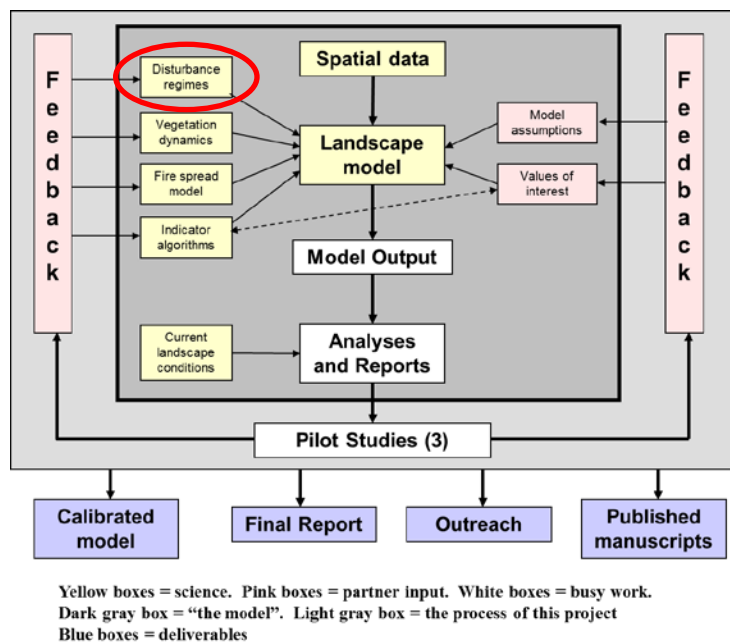 Feedback
Disturbance
regimes
Vegetation
dynamics
Fire spread
model
Indicator
algorithms
Current
landscape
conditions
Spatial data
Landscape
model
Model Output
Analyses
and Reports
Model
assumptions
Values of
interest
Feedback
Pilot Studies (3)
Calibrated
model
Final Report
Outreach
Published
manuscripts
Yellow boxes = science. Pink boxes = partner input. White boxes = busy work.
Dark gray box = “the model”. Light gray box = the process of this project
Blue boxes = deliverables